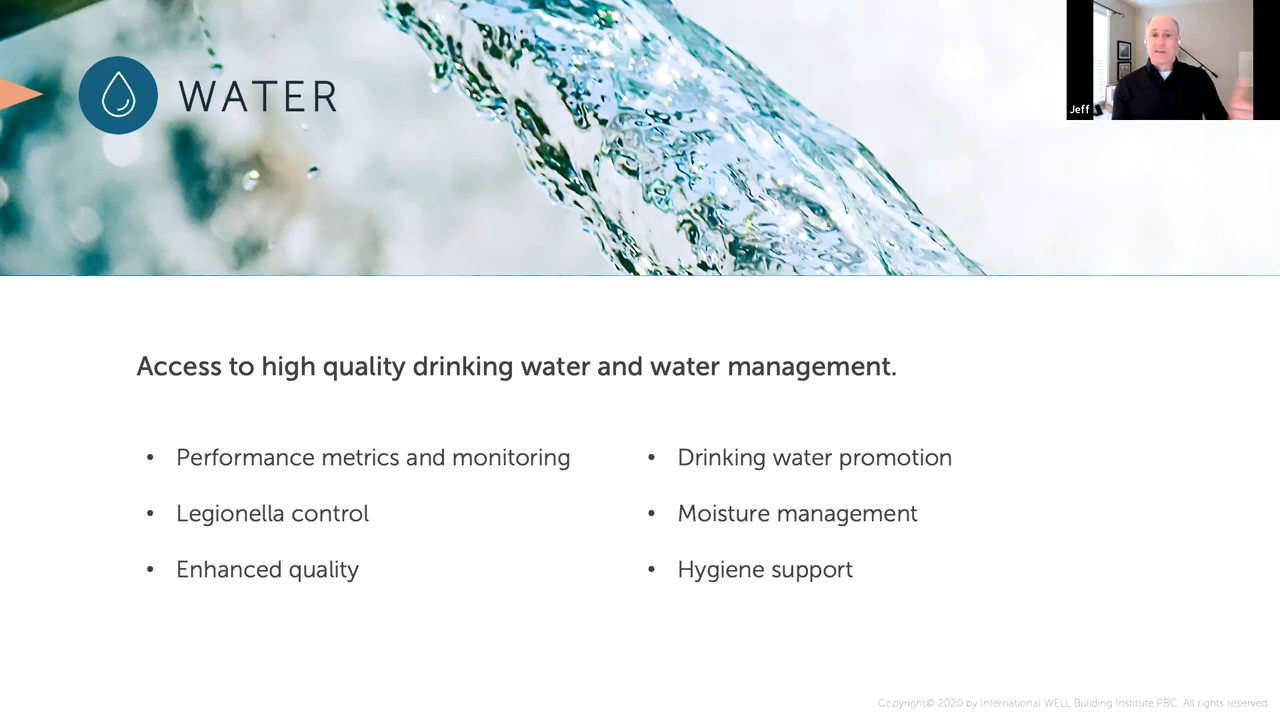 WATER
Jeff
Access to high quality drinking water and water management.
• Performance metrics and monitoring
• Legionella control
• Enhanced quality
• Drinking water promotion
• Moisture management
• Hygiene support
Copyright© 2020 by International WELL Building Institute PBC. All rights reserved.